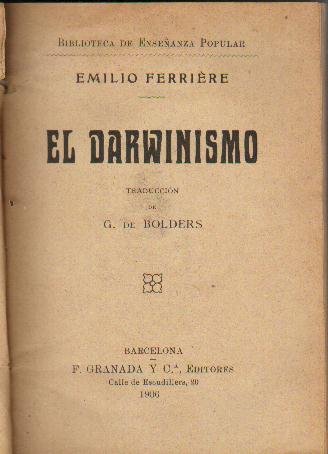 Biblioteca de Enseñanza Popular
EMILIO FERRIÈRE
EL DARWINISMO
TRADUCCIÓN
DE
G. DE BOLDERS
BARCELONA
F. GRANADA Y C.ª, Editores
Calle de Escudillers, 20
1906